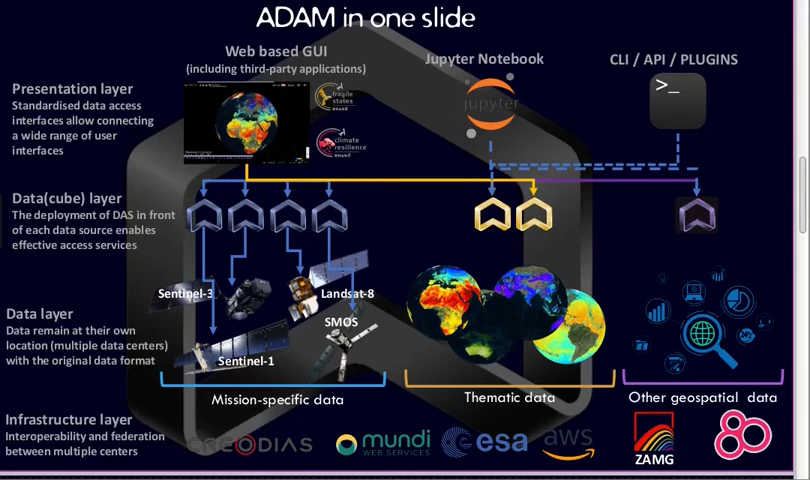 ADAM in one slide
Web based GUI
(including third-party applications)
Jupyter Notebook
CLI / API / PLUGINS
Presentation layer
Standardised data access
interfaces allow connecting
a wide range of user
interfaces
fragile
states
climate
resilience
jupyter
>_
Data(cube) layer
The deployment of DAS in front
of each data source enables
effective access services
Sentinel-3
Landsat-8
SMOS
Sentinel-1
Data layer
Data remain at their own
location (multiple data centers)
with the original data format
Mission-specific data
Thematic data
Other geospatial data
Infrastructure layer
Interoperability and federation
between multiple centers
CREODIAS
mundi
WEB SERVICES
esa
aws
ZAMG